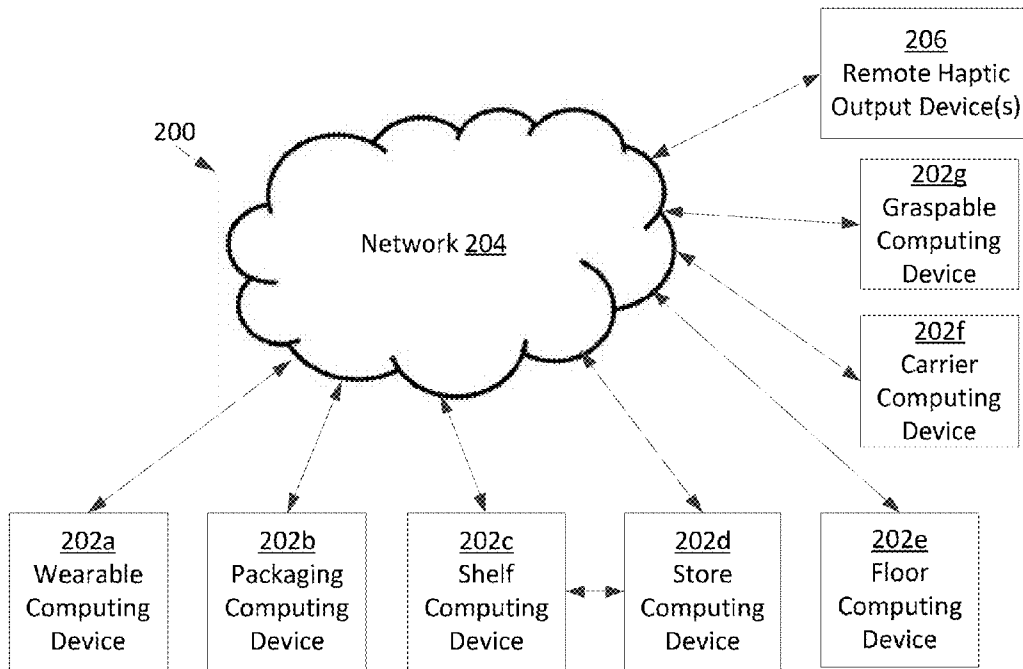 206
Remote Haptic
Output Device(s)
200
202g
Graspable
Computing
Device
Network 204
202f
Carrier
Computing
Device
202a
Wearable
Computing
Device
202b
Packaging
Computing
Device
202c
Shelf
Computing
Device
202d
Store
Computing
Device
202e
Floor
Computing
Device